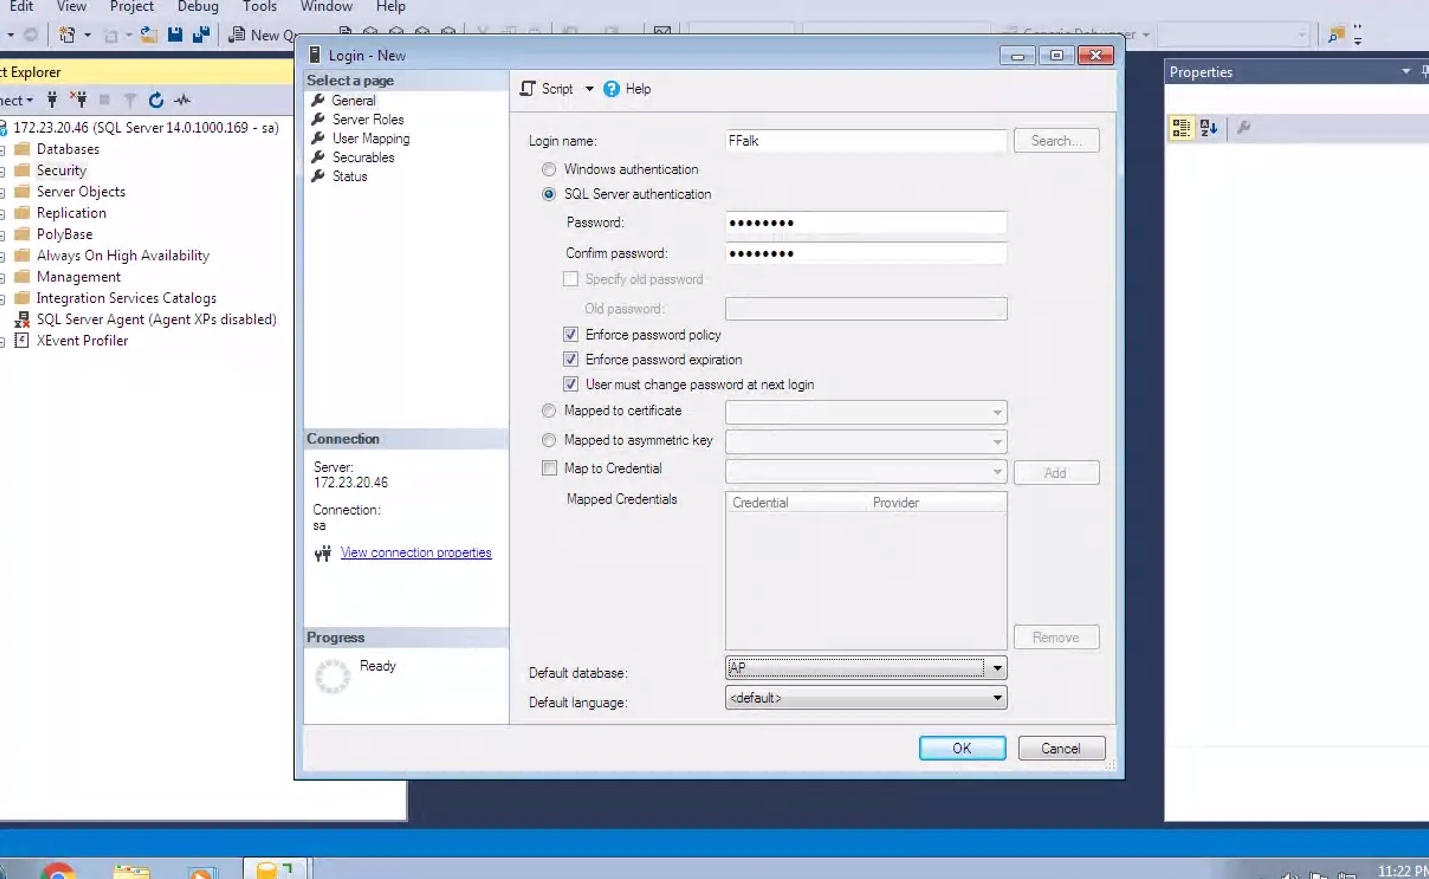 Edit View Project Debug Tools Window Help
New Qu
Generic Debugger
ct Explorer
nect
172.23.20.46 (SQL Server 14.0.1000.169 - sa)
Databases
Security
Server Objects
Replication
PolyBase
Always On High Availability
Management
Integration Services Catalogs
SQL Server Agent (Agent XPs disabled)
XEvent Profiler
Login - New
Select a page
General
Server Roles
User Mapping
Securables
Status
Connection
Server:
172.23.20.46
Connection:
sa
View connection properties
Progress
Ready
Script Help
Login name: FFalk Search...
Windows authentication
SQL Server authentication
Password: ●●●●●●●●
Confirm password: ●●●●●●●●
Specify old password
Old password:
Enforce password policy
Enforce password expiration
User must change password at next login
Mapped to certificate
Mapped to asymmetric key
Map to Credential Add
Mapped Credentials Credential Provider
Remove
Default database: AP
Default language: <default>
OK Cancel
Properties
11:22 PM